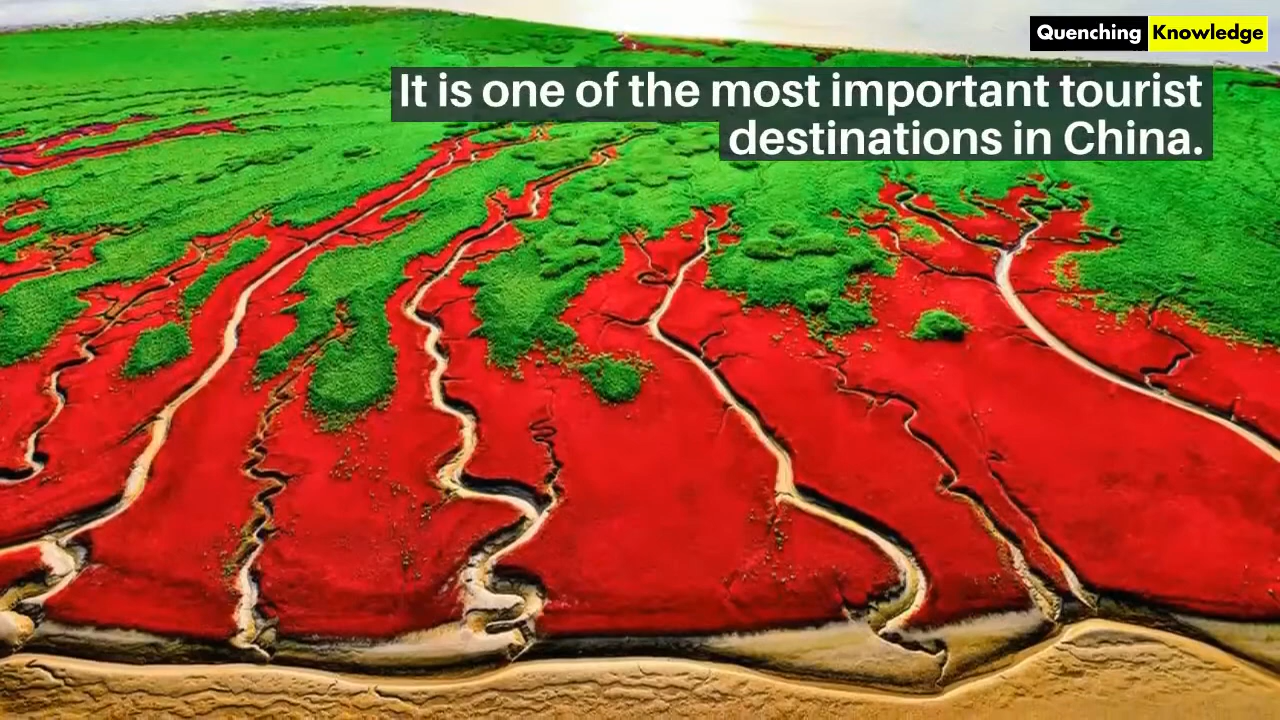 Quenching Knowledge
It is one of the most important tourist
destinations in China.